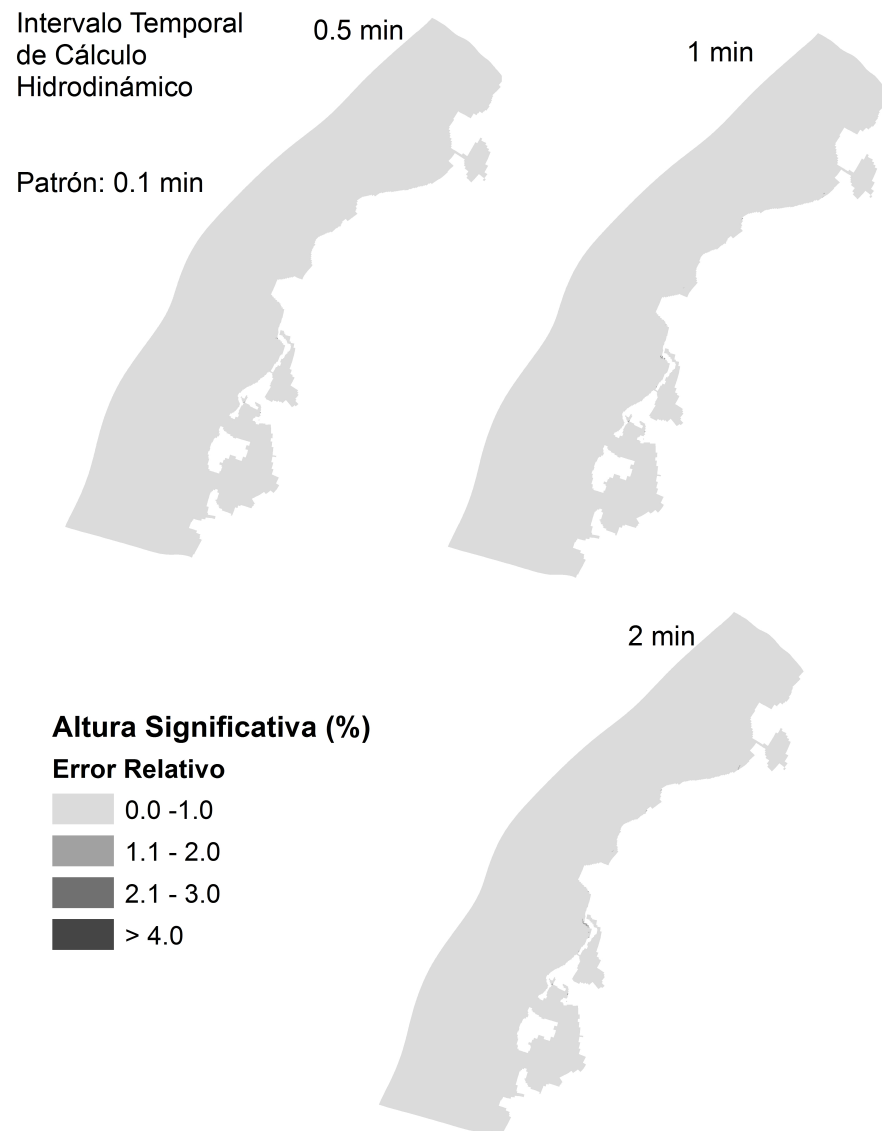 Intervalo Temporal
de Cálculo
Hidrodinámico
0.5 min
1 min
Patrón: 0.1 min
2 min
Altura Significativa (%)
Error Relativo
0.0 -1.0
1.1 - 2.0
2.1 - 3.0
> 4.0